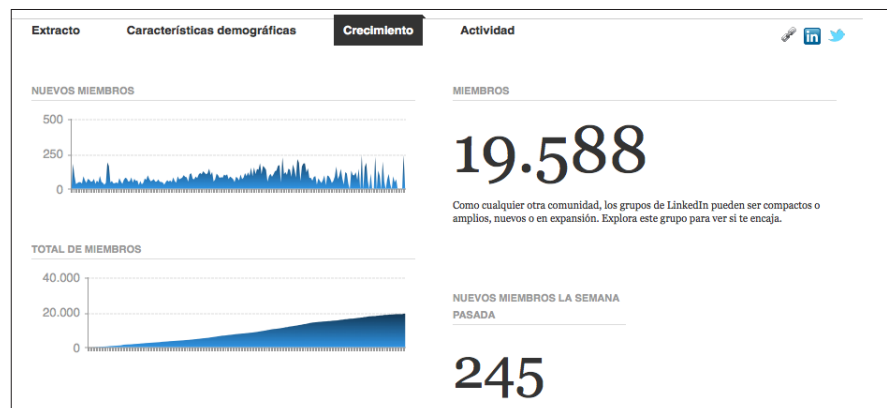 Extracto Características demográficas Crecimiento Actividad
in
NUEVOS MIEMBROS
500
250
0
TOTAL DE MIEMBROS
40.000
20.000
0
MIEMBROS
19.588
Como cualquier otra comunidad, los grupos de LinkedIn pueden ser compactos o
amplios, nuevos o en expansión. Explora este grupo para ver si te encaja.
NUEVOS MIEMBROS LA SEMANA
PASADA
245